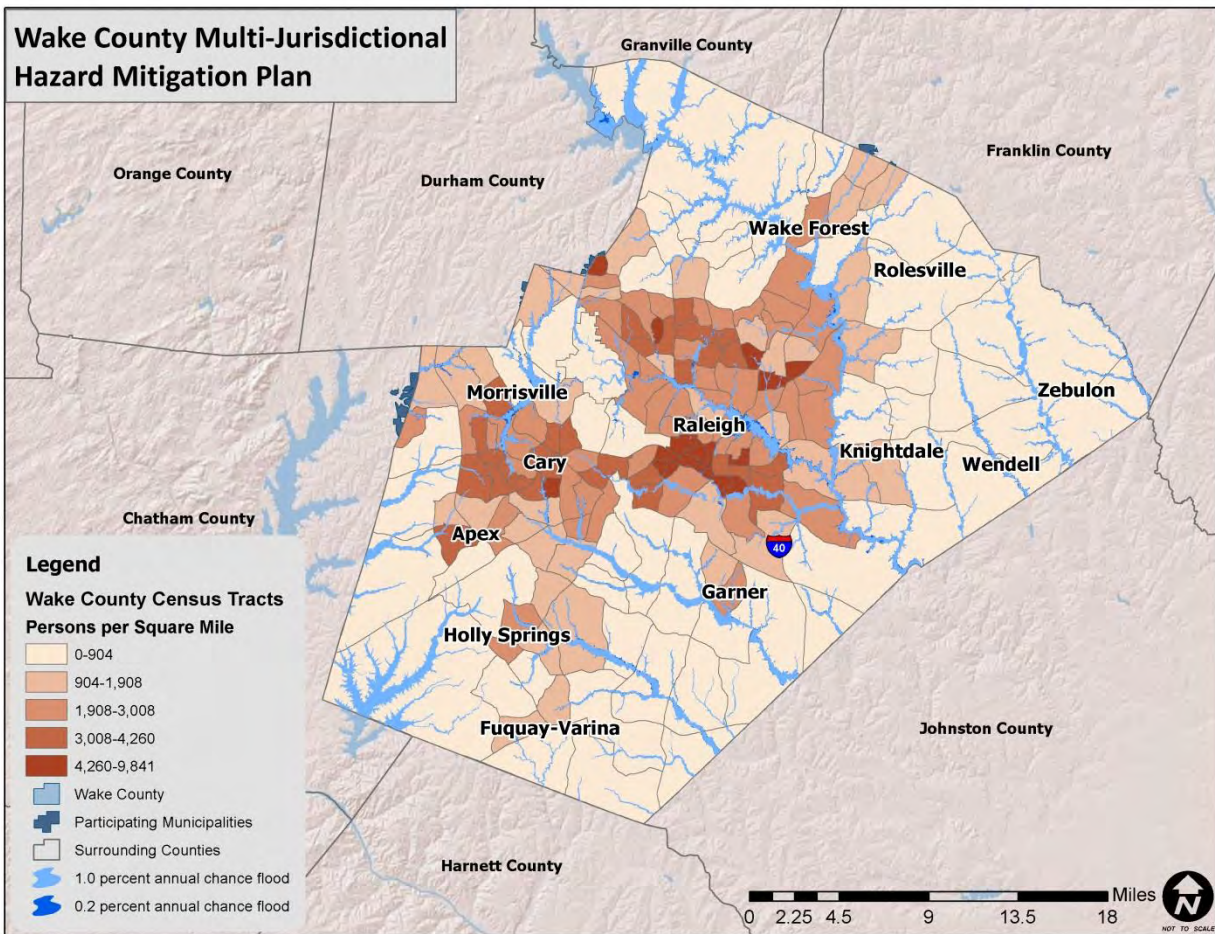 Wake County Multi-Jurisdictional
Hazard Mitigation Plan
Granville County
Franklin County
Orange County
Durham County
Wake Forest
Rolesville
Zebulon
Morrisville
Raleigh
Knightdale
Wendell
Cary
Chatham County
Apex
40
Garner
Holly Springs
Fuquay-Varina
Johnston County
Harnett County
Legend
Wake County Census Tracts
Persons per Square Mile
0-904
904-1,908
1,908-3,008
3,008-4,260
4,260-9,841
Wake County
Participating Municipalities
Surrounding Counties
1.0 percent annual chance flood
0.2 percent annual chance flood
Miles
0 2.25 4.5 9 13.5 18
N
NOT TO SCALE